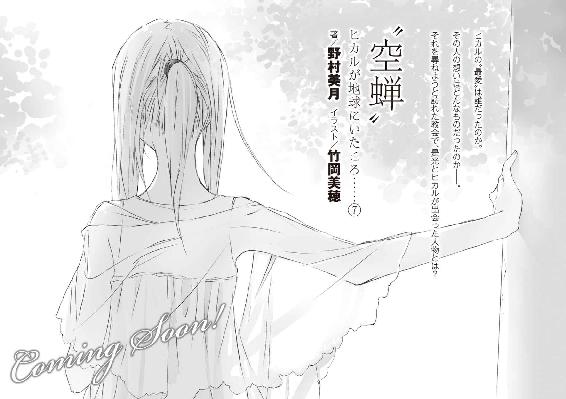 ヒカルの〝最愛〟は誰だったのか。
その人の想いはどんなものだったのか──。
それを尋ねようと訪れた教会で、是光とヒカルが出会った人物とは？
〝空蝉〟
ヒカルが地球にいたころ……⑦
著／野村美月 イラスト／竹岡美穂
Coming Soon!